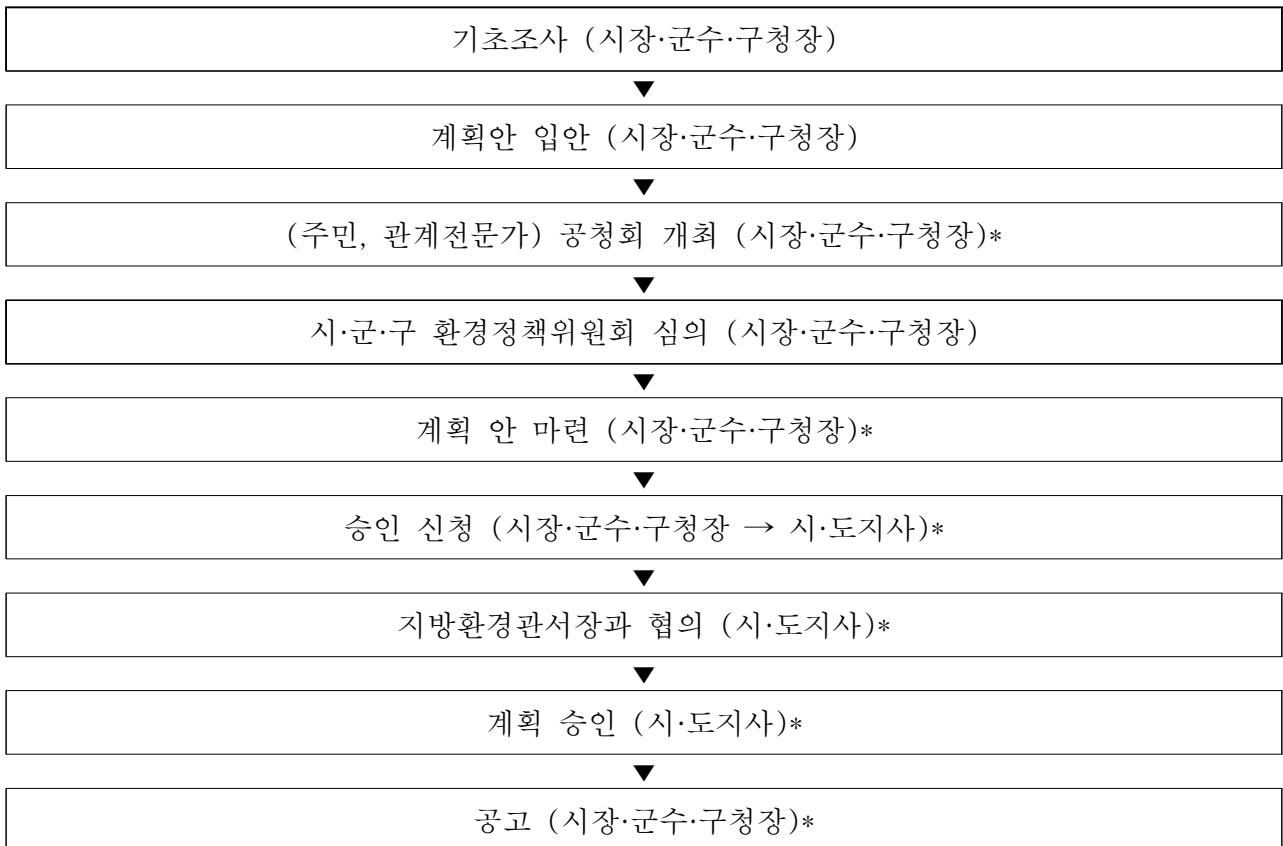 기초조사 (시장·군수·구청장)
▼
계획안 입안 (시장·군수·구청장)
▼
(주민, 관계전문가) 공청회 개최 (시장·군수·구청장)*
▼
시·군·구 환경정책위원회 심의 (시장·군수·구청장)
▼
계획 안 마련 (시장·군수·구청장)*
▼
승인 신청 (시장·군수·구청장 → 시·도지사)*
▼
지방환경관서장과 협의 (시·도지사)*
▼
계획 승인 (시·도지사)*
▼
공고 (시장·군수·구청장)*